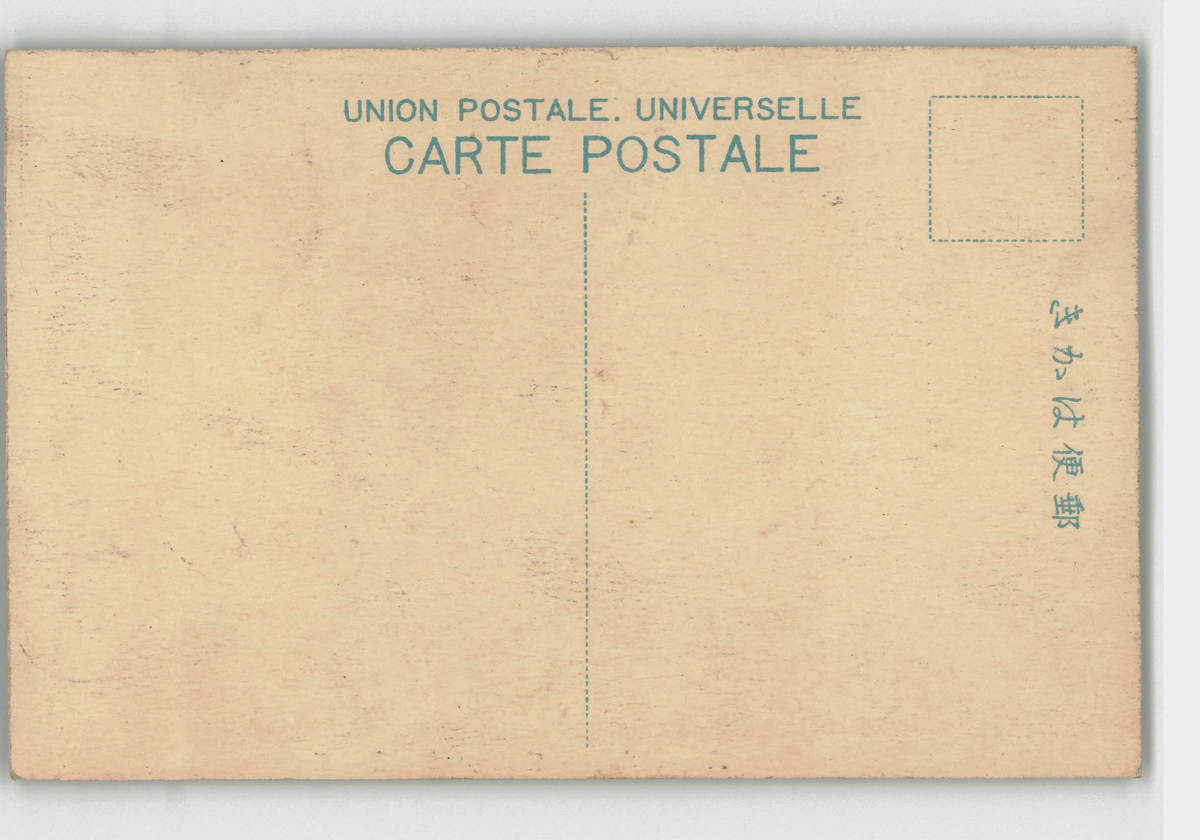 UNION POSTALE. UNIVERSELLE
CARTE POSTALE
きかは便郵